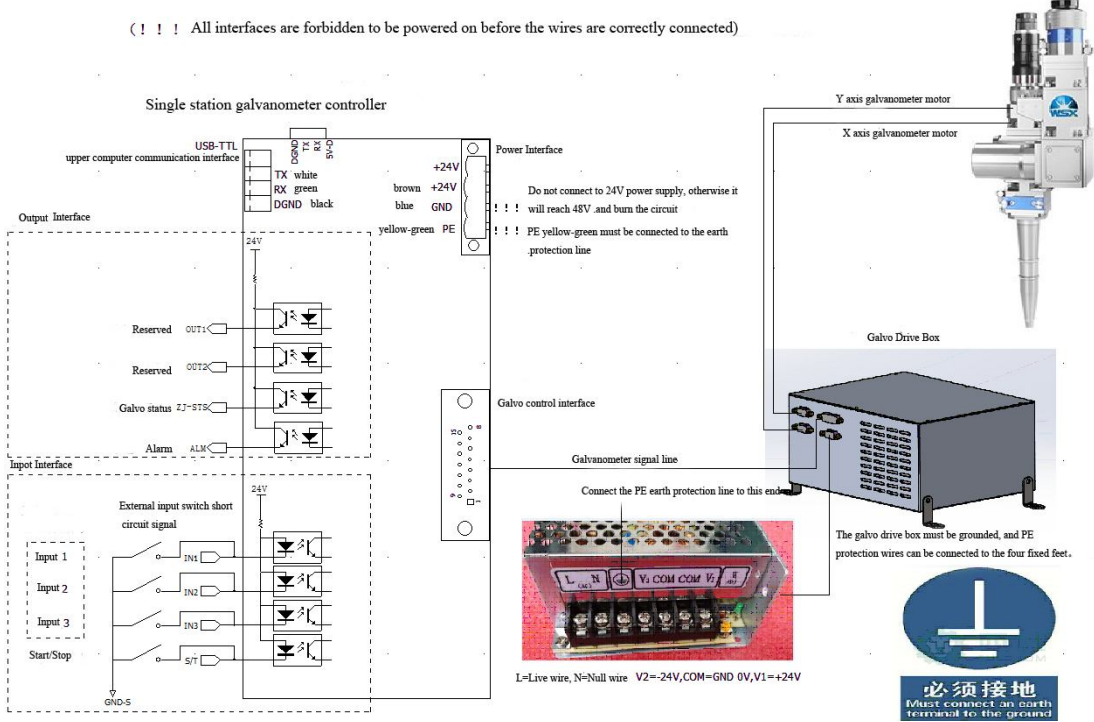 (! ! ! All interfaces are forbidden to be powered on before the wires are correctly connected)
Single station galvanometer controller
USB-TTL
upper computer communication interface
DGND
TX
RX
5V-D
TX white
RX green
DGND black
Power Interface
+24V
brown +24V
blue GND
yellow-green PE
! ! !
! ! !
Do not connect to 24V power supply, otherwise it
will reach 48V .and burn the circuit
PE yellow-green must be connected to the earth
.protection line
Y axis galvanometer motor
X axis galvanometer motor
WSX
Output Interface
24V
Reserved OUT1
Reserved OUT2
Galvo status ZJ-STS
Alarm ALM
Galvo control interface
15
8
9
1
Galvo Drive Box
Galvanometer signal line
Connect the PE earth protection line to this end
Inpot Interface
24V
External input switch short
circuit signal
Input 1 IN1
Input 2 IN2
Input 3 IN3
Start/Stop S/T
GND-S
L N V1 COM COM V2
(AC)
L=Live wire, N=Null wire V2=-24V,COM=GND 0V,V1=+24V
The galvo drive box must be grounded, and PE
protection wires can be connected to the four fixed feet。
必须接地
Must connect an earth
terminal to the ground